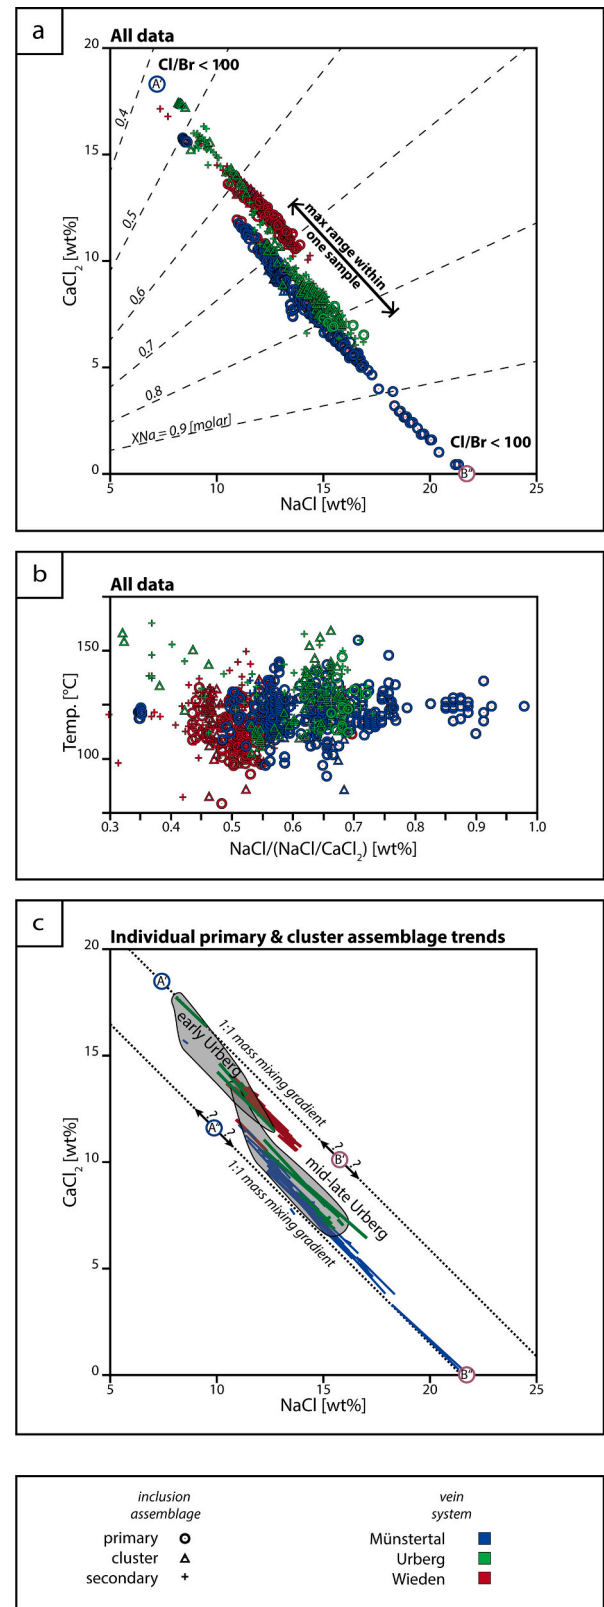 a
All data
Cl/Br < 100
A'
0.4
0.5
0.6
0.7
0.8
XNa = 0.9 [molar]
max range within
one sample
Cl/Br < 100
B"
20
15
10
5
0
CaCl2 [wt%]
5
10
15
20
25
NaCl [wt%]
b
All data
150
100
Temp. [°C]
0.3
0.4
0.5
0.6
0.7
0.8
0.9
1.0
NaCl/(NaCl/CaCl2) [wt%]
c
Individual primary & cluster assemblage trends
20
15
10
5
0
CaCl2 [wt%]
A'
early Urberg
1:1 mass mixing gradient
? ?
A"
? ?
B'
1:1 mass mixing gradient
mid-late Urberg
B"
5
10
15
20
25
NaCl [wt%]
inclusion
assemblage
vein
system
primary
Münstertal
cluster
Urberg
secondary
Wieden